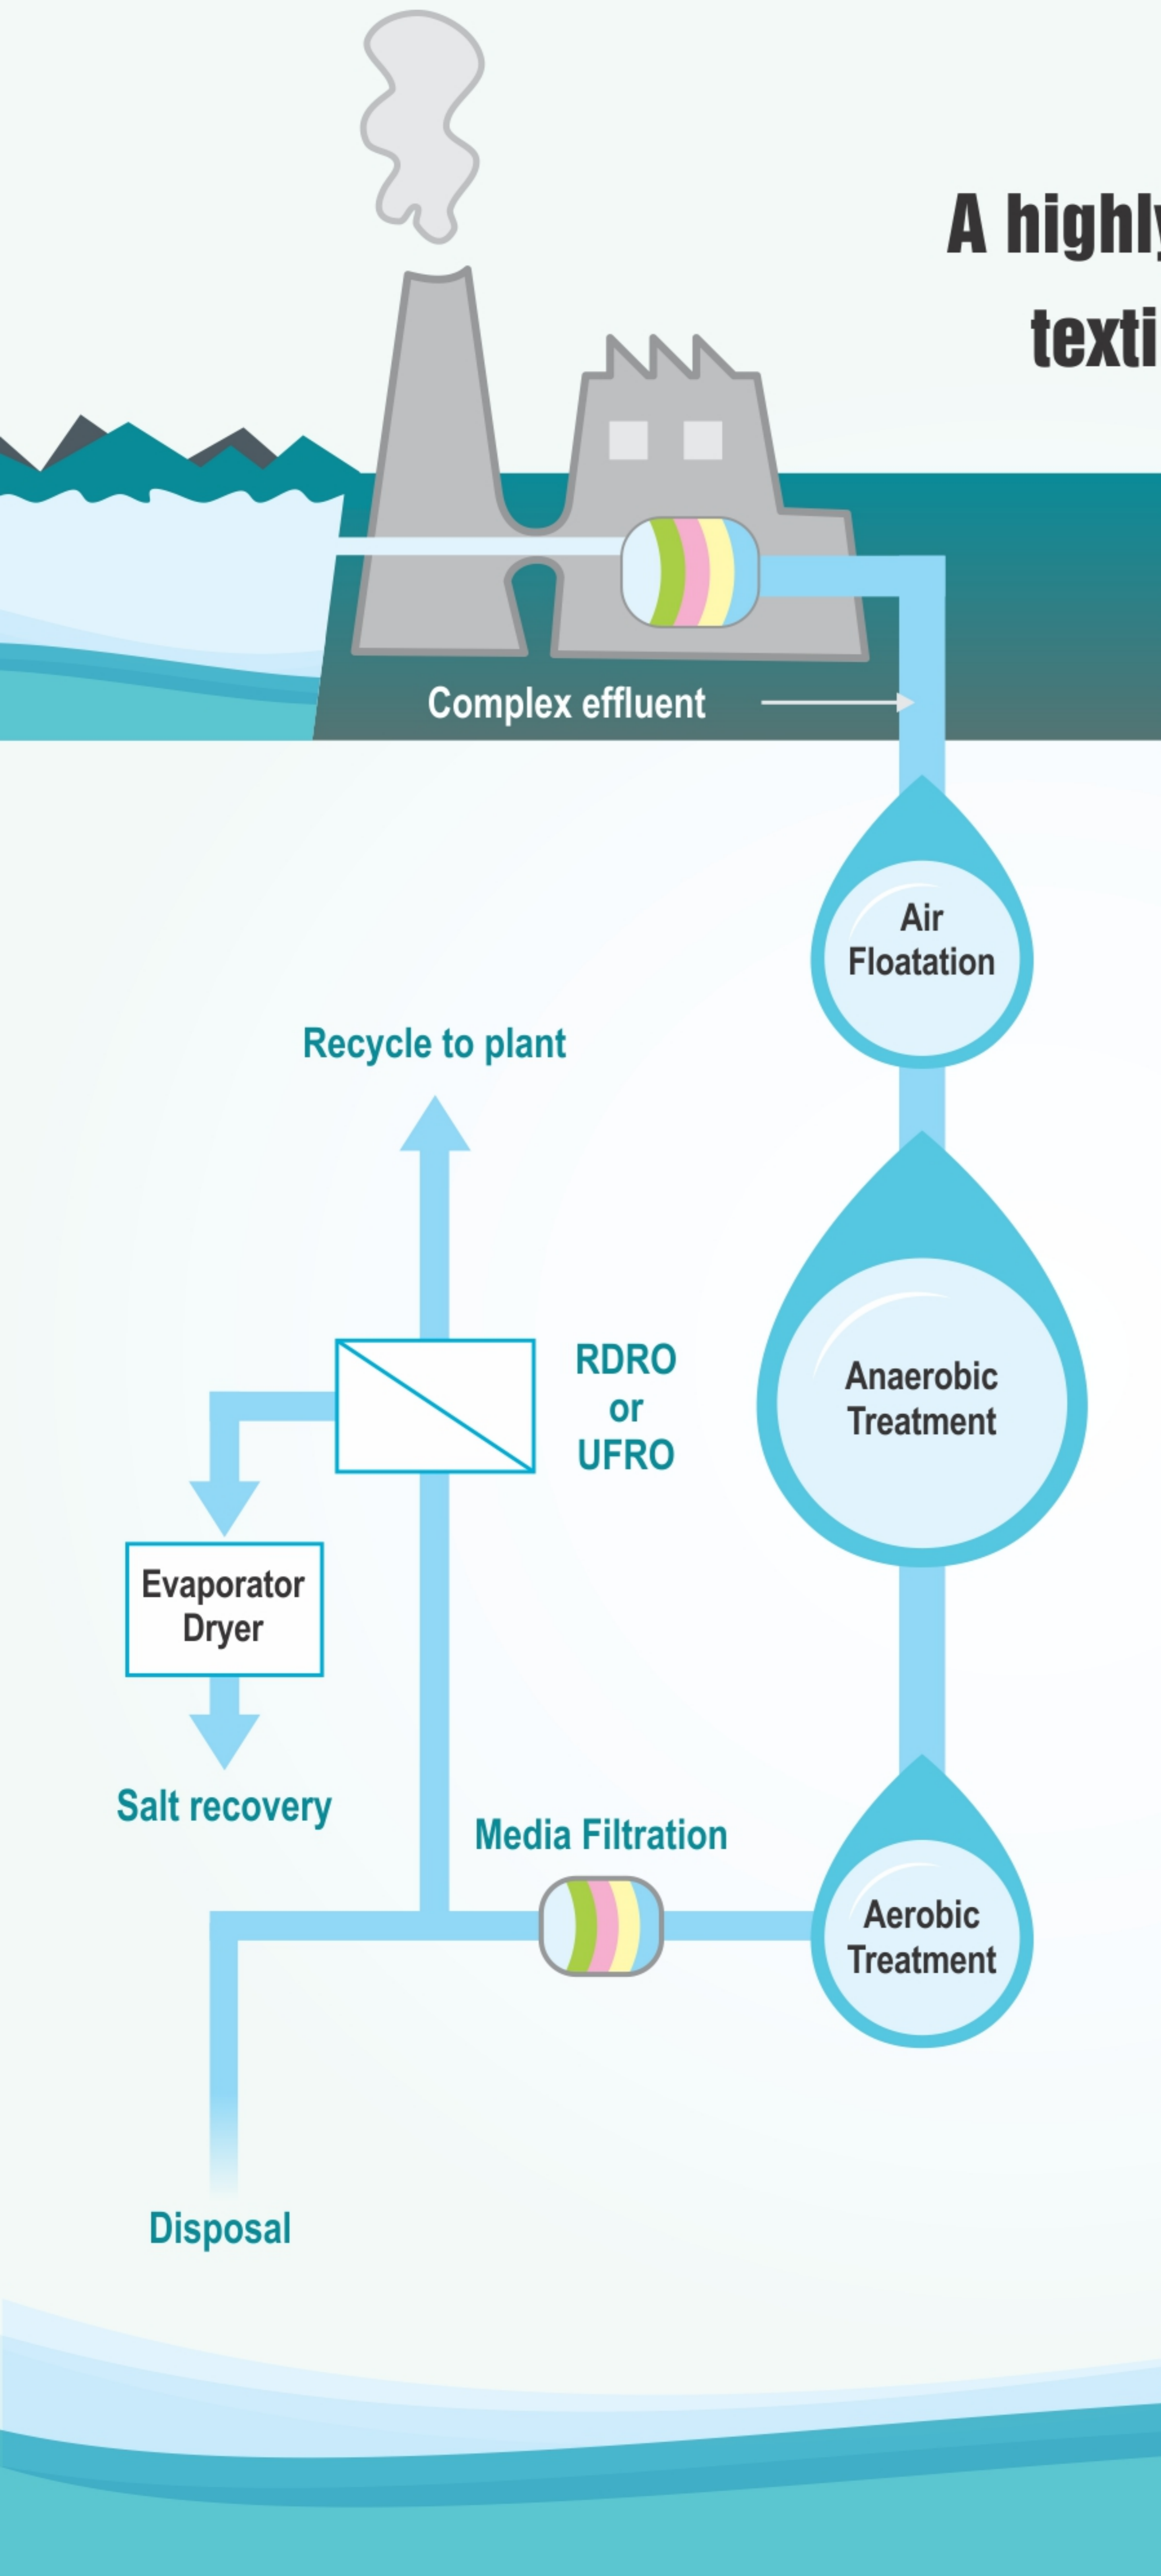 A highly
texti
Complex effluent
Air
Floatation
Recycle to plant
Anaerobic
Treatment
RDRO
or
UFRO
Evaporator
Dryer
Salt recovery
Media Filtration
Aerobic
Treatment
Disposal